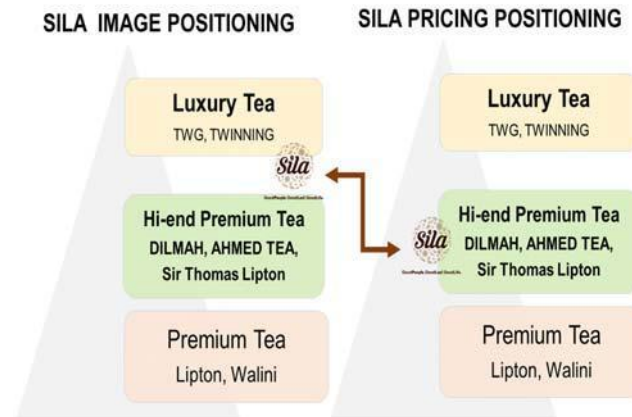 SILA IMAGE POSITIONING
Luxury Tea
TWG, TWINNING
Sila
Hi-end Premium Tea
DILMAH, AHMED TEA,
Sir Thomas Lipton
Premium Tea
Lipton, Walini
SILA PRICING POSITIONING
Luxury Tea
TWG, TWINNING
Sila
Hi-end Premium Tea
DILMAH, AHMED TEA,
Sir Thomas Lipton
Premium Tea
Lipton, Walini